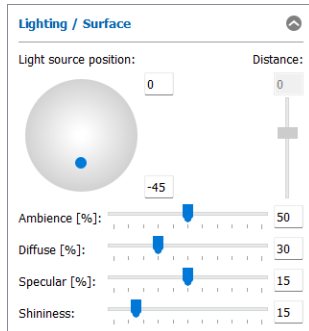 Lighting / Surface
Light source position: Distance:
0 0
-45
Ambience [%]: 50
Diffuse [%]: 30
Specular [%]: 15
Shininess: 15